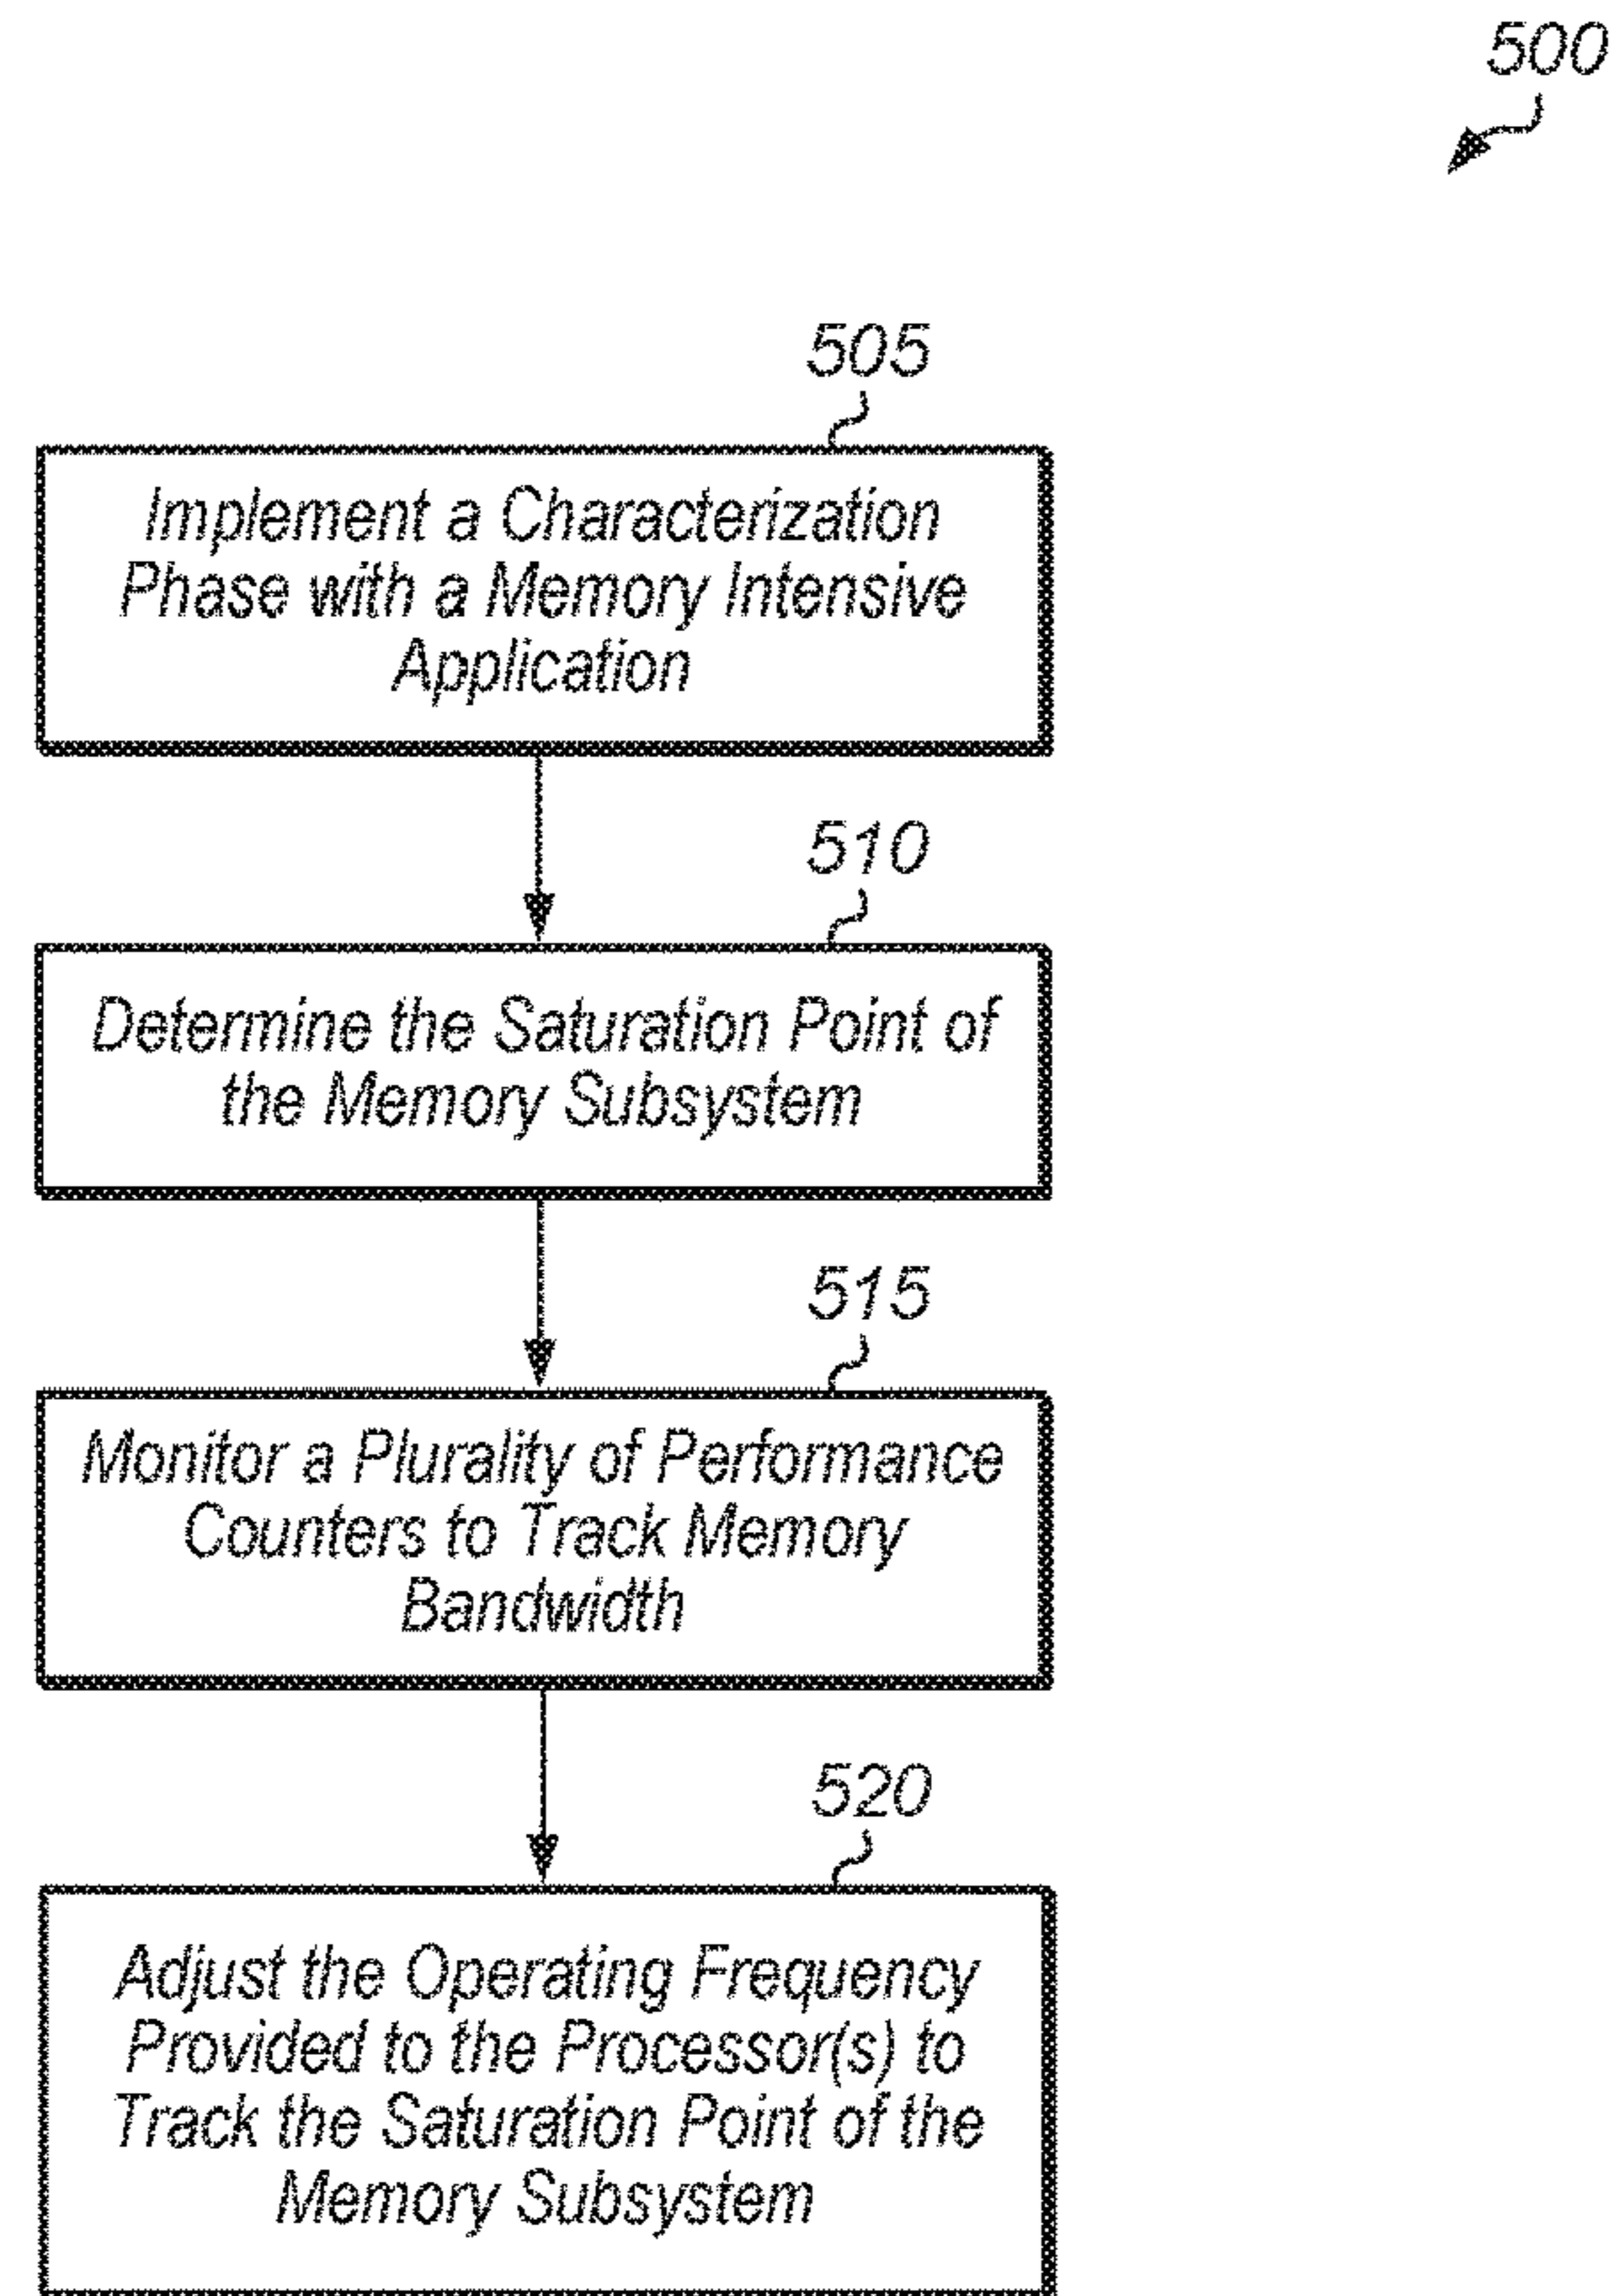 500
505
Implement a Characterization
Phase with a Memory Intensive
Application
510
Determine the Saturation Point of
the Memory Subsystem
515
Monitor a Plurality of Performance
Counters to Track Memory
Bandwidth
520
Adjust the Operating Frequency
Provided to the Processor(s) to
Track the Saturation Point of the
Memory Subsystem